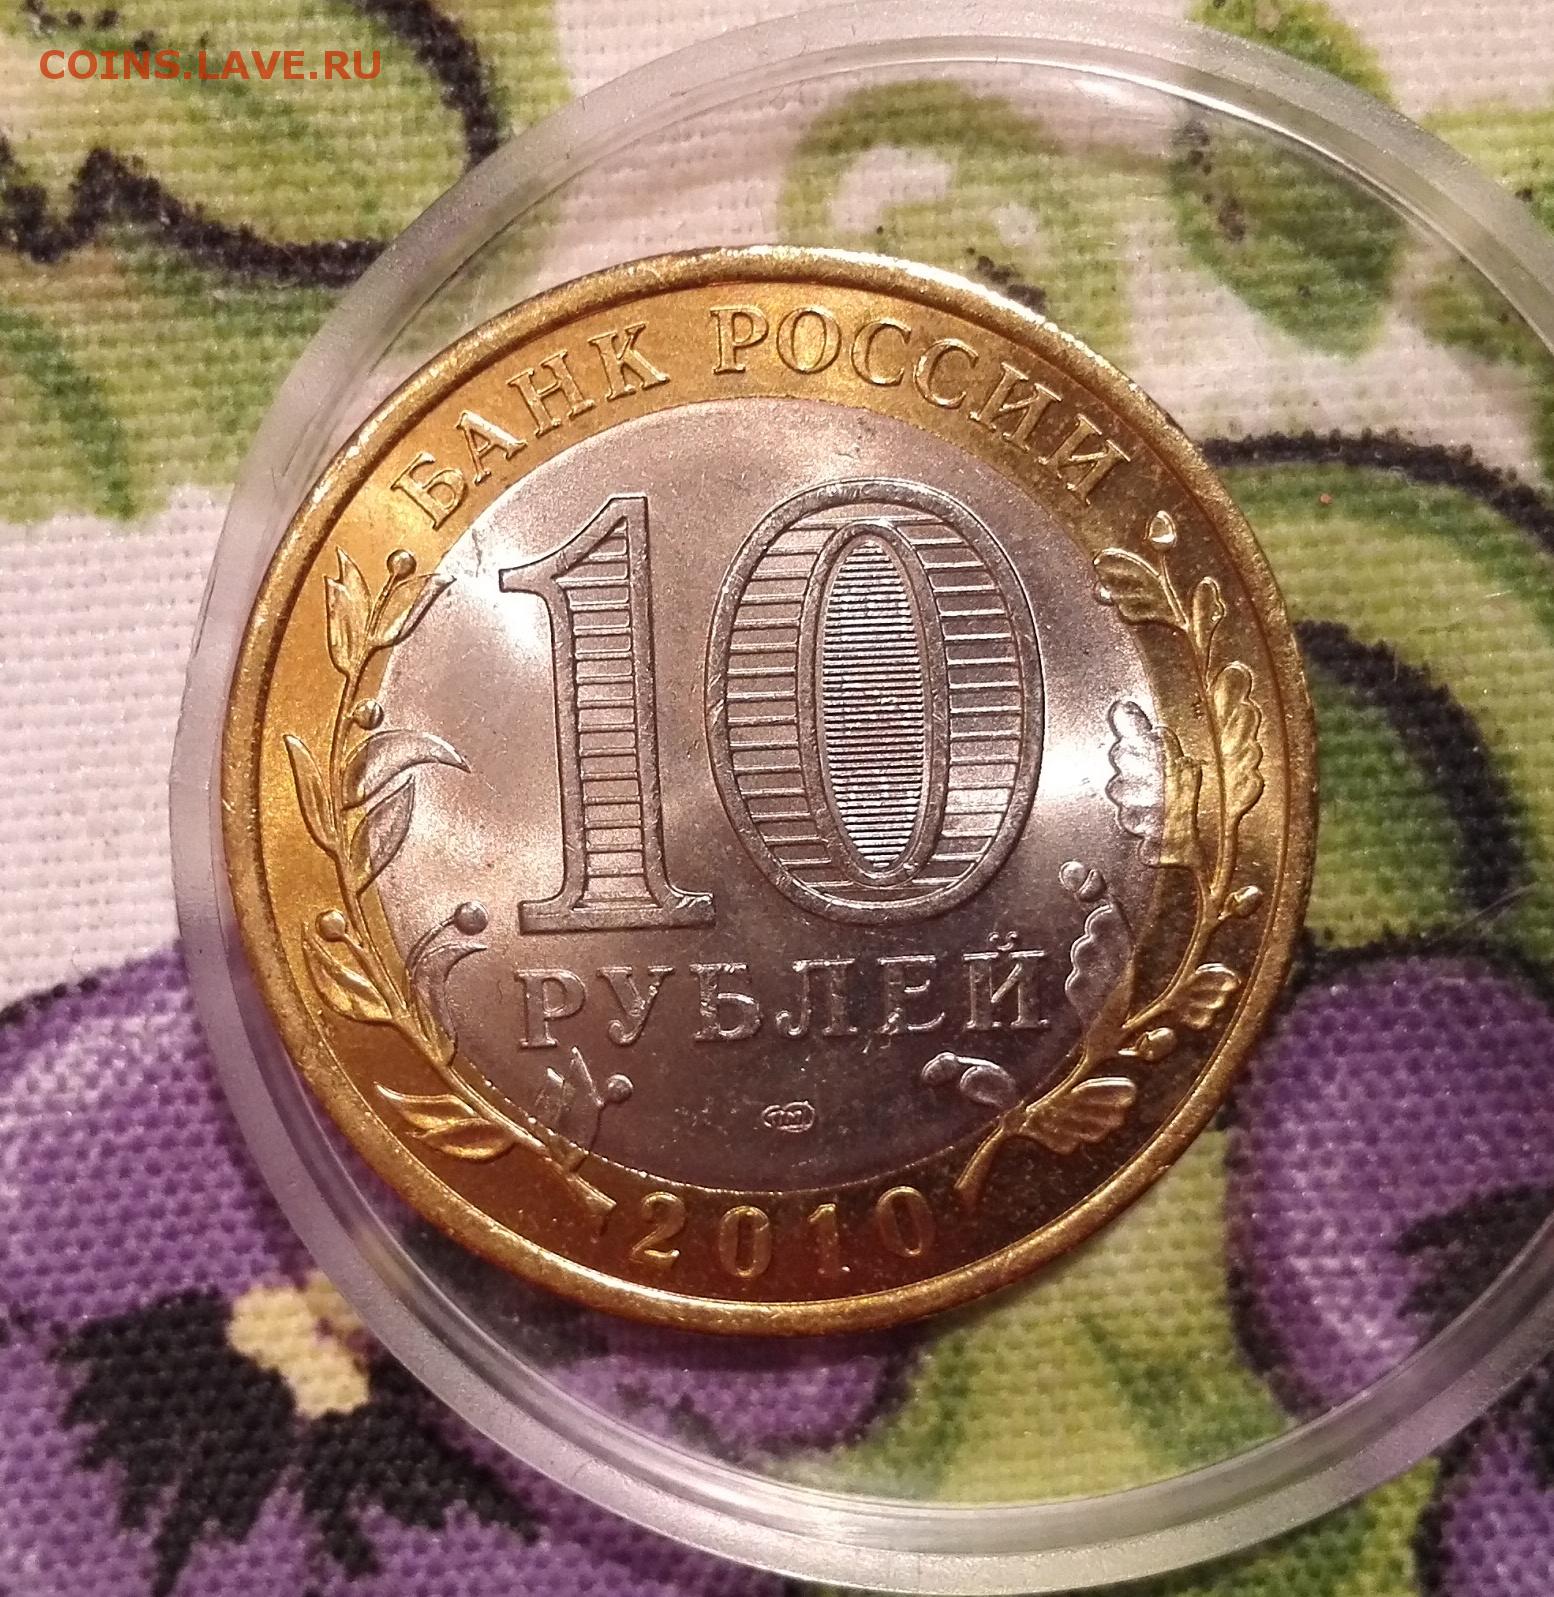 COINS.LAVE.RU
БАНК РОССИИ
10
РУБЛЕЙ
2010